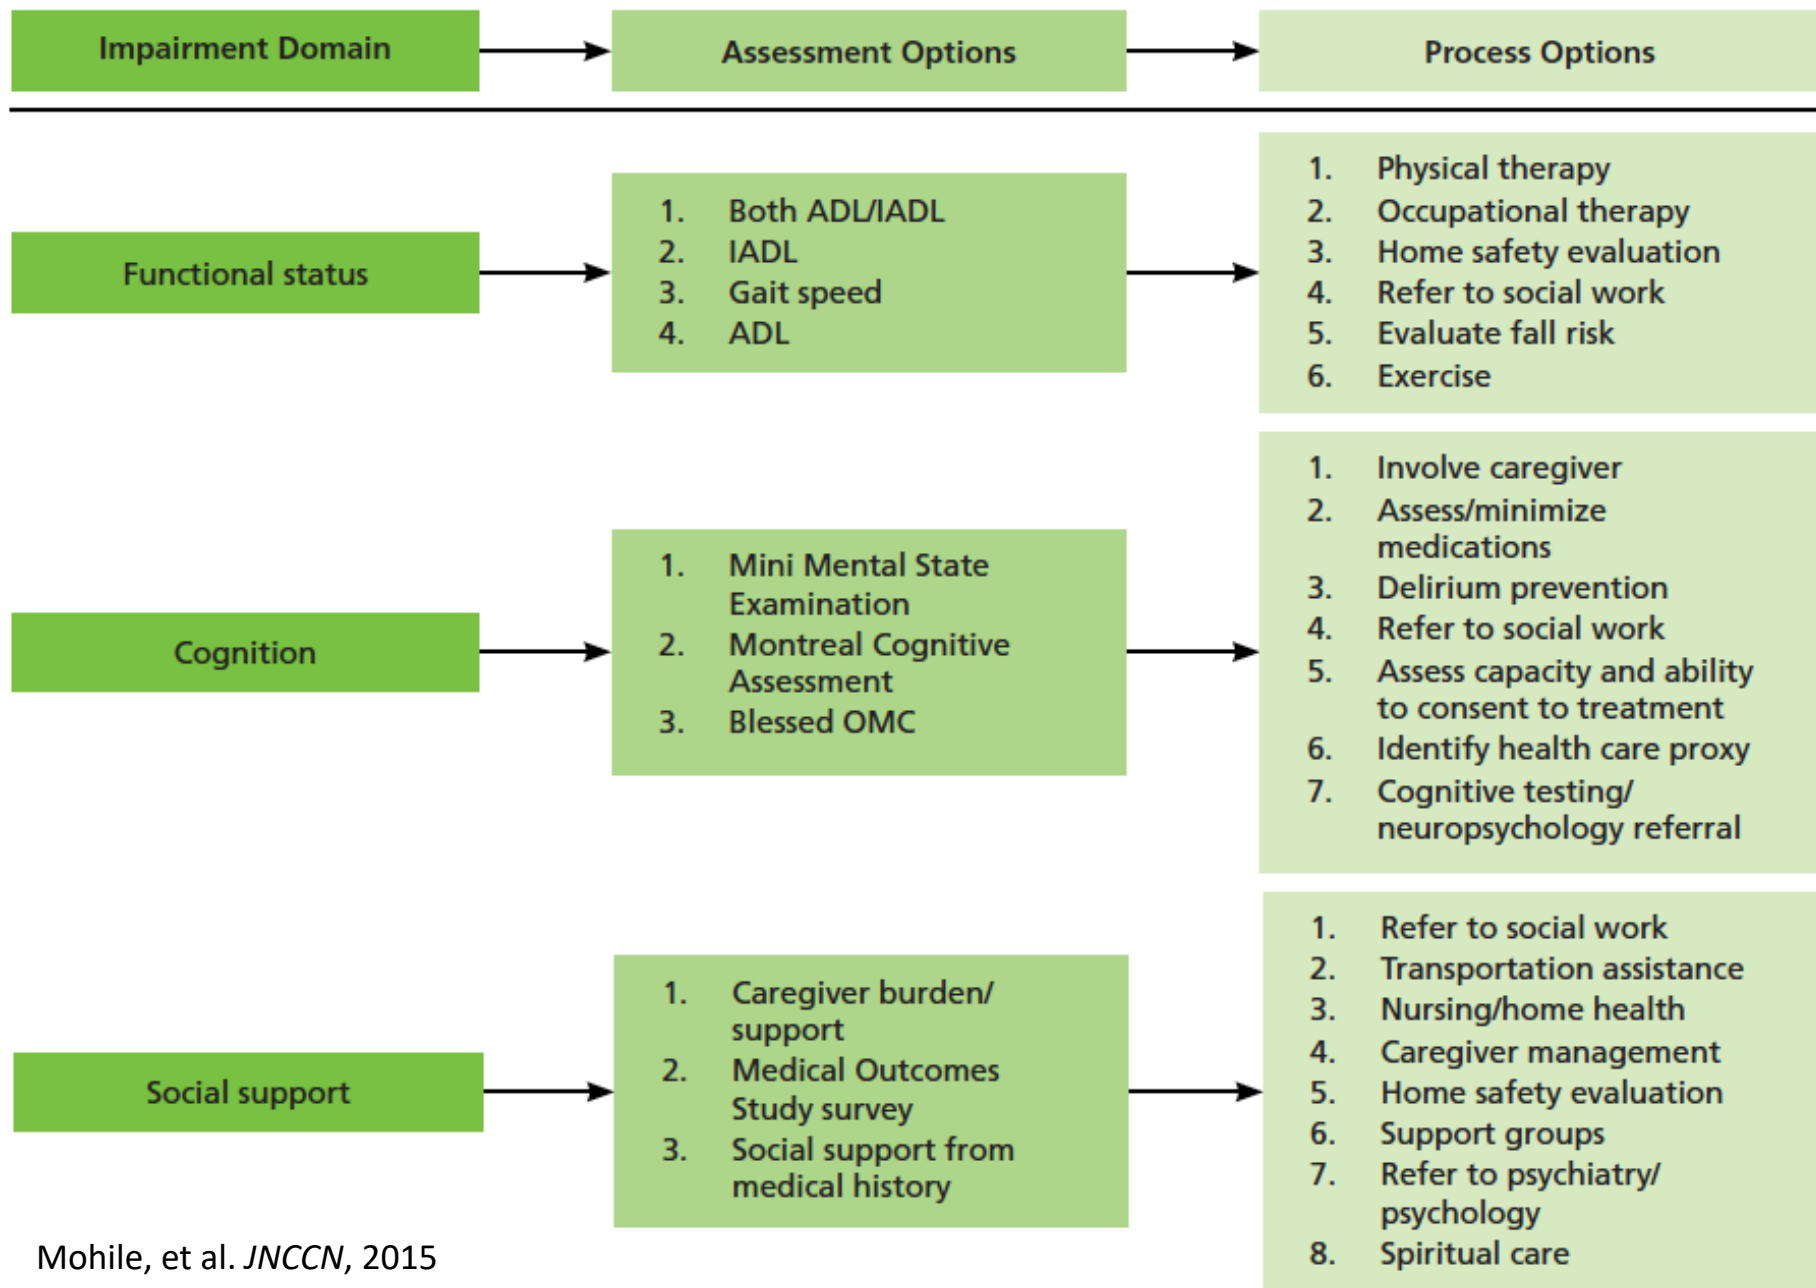 Impairment Domain
Assessment Options
Process Options
Functional status
1. Both ADL/IADL
2. IADL
3. Gait speed
4. ADL
1. Physical therapy
2. Occupational therapy
3. Home safety evaluation
4. Refer to social work
5. Evaluate fall risk
6. Exercise
Cognition
1. Mini Mental State
Examination
2. Montreal Cognitive
Assessment
3. Blessed OMC
1. Involve caregiver
2. Assess/minimize
medications
3. Delirium prevention
4. Refer to social work
5. Assess capacity and ability
to consent to treatment
6. Identify health care proxy
7. Cognitive testing/
neuropsychology referral
Social support
1. Caregiver burden/
support
2. Medical Outcomes
Study survey
3. Social support from
medical history
1. Refer to social work
2. Transportation assistance
3. Nursing/home health
4. Caregiver management
5. Home safety evaluation
6. Support groups
7. Refer to psychiatry/
psychology
8. Spiritual care
Mohile, et al. JNCCN, 2015